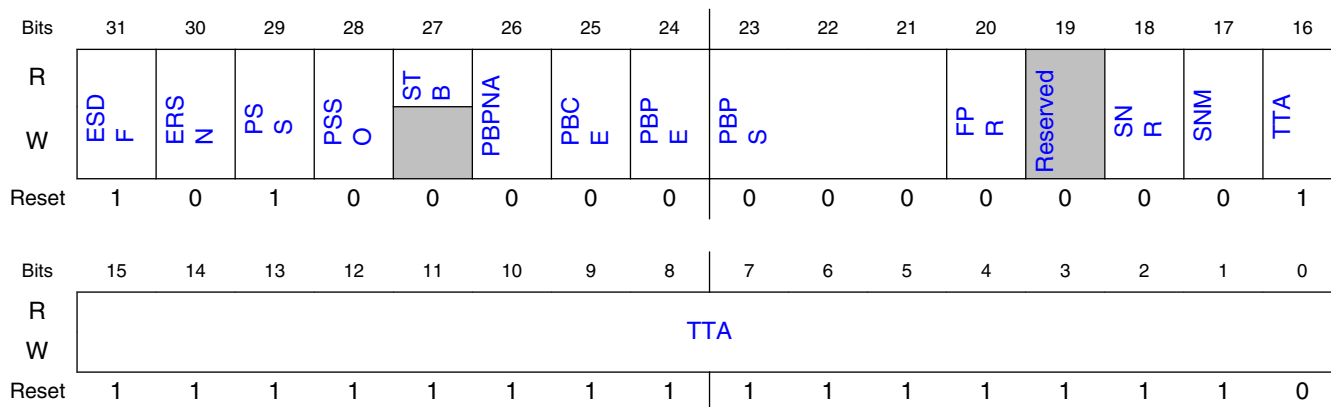 Bits 31 30 29 28 27 26 25 24 23 22 21 20 19 18 17 16
R
W
ESD
F
ERS
N
PS
S
PSS
O
ST
B
PBPNA
PBC
E
PBP
E
PBP
S
FP
R
Reserved
SN
R
SNM
TTA
Reset 1 0 1 0 0 0 0 0 0 0 0 0 0 0 0 1
Bits 15 14 13 12 11 10 9 8 7 6 5 4 3 2 1 0
R
W
TTA
Reset 1 1 1 1 1 1 1 1 1 1 1 1 1 1 1 0